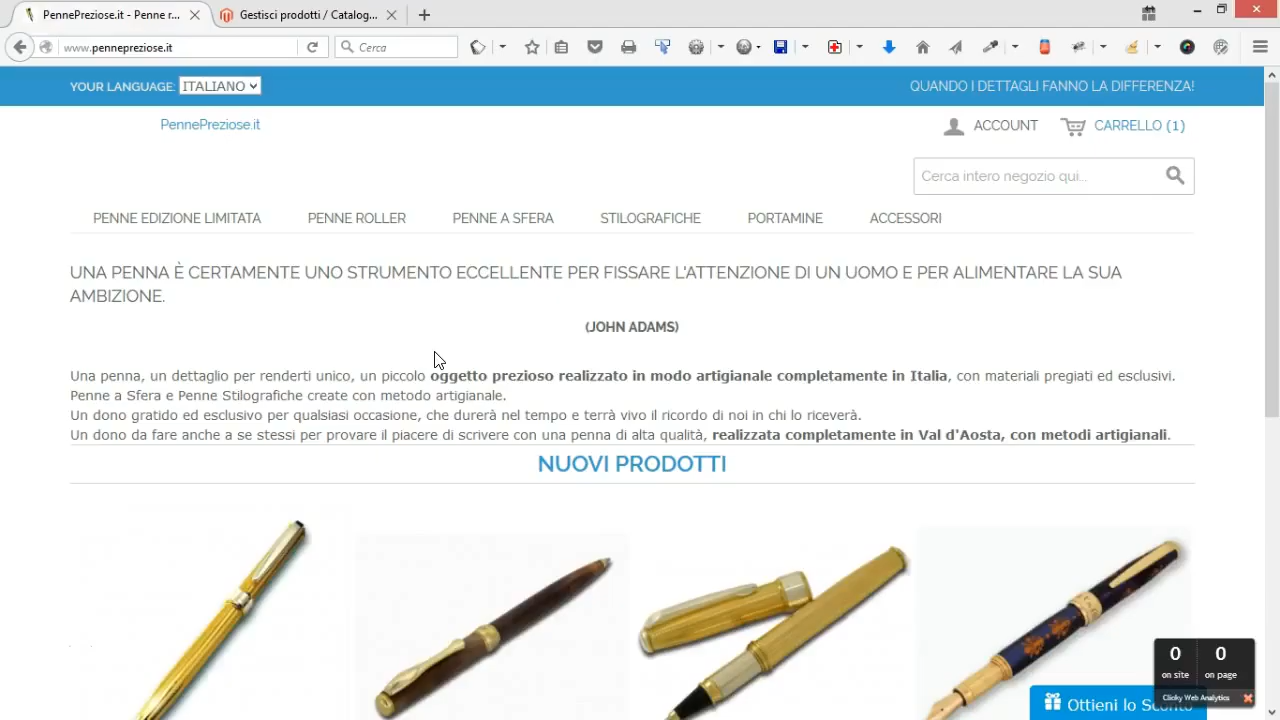 PennePreziose.it - Penne r...
Gestisci prodotti / Catalog...
www.pennepreziose.it
Cerca
YOUR LANGUAGE: ITALIANO
QUANDO I DETTAGLI FANNO LA DIFFERENZA!
PennePreziose.it
ACCOUNT
CARRELLO (1)
Cerca intero negozio qui...
PENNE EDIZIONE LIMITATA
PENNE ROLLER
PENNE A SFERA
STILOGRAFICHE
PORTAMINE
ACCESSORI
UNA PENNA È CERTAMENTE UNO STRUMENTO ECCELLENTE PER FISSARE L'ATTENZIONE DI UN UOMO E PER ALIMENTARE LA SUA
AMBIZIONE.
(JOHN ADAMS)
Una penna, un dettaglio per renderti unico, un piccolo oggetto prezioso realizzato in modo artigianale completamente in Italia, con materiali pregiati ed esclusivi.
Penne a Sfera e Penne Stilografiche create con metodo artigianale.
Un dono gratido ed esclusivo per qualsiasi occasione, che durerà nel tempo e terrà vivo il ricordo di noi in chi lo riceverà.
Un dono da fare anche a se stessi per provare il piacere di scrivere con una penna di alta qualità, realizzata completamente in Val d'Aosta, con metodi artigianali.
NUOVI PRODOTTI
0 0
on site on page
Clicky Web Analytics
Ottieni lo Sconto